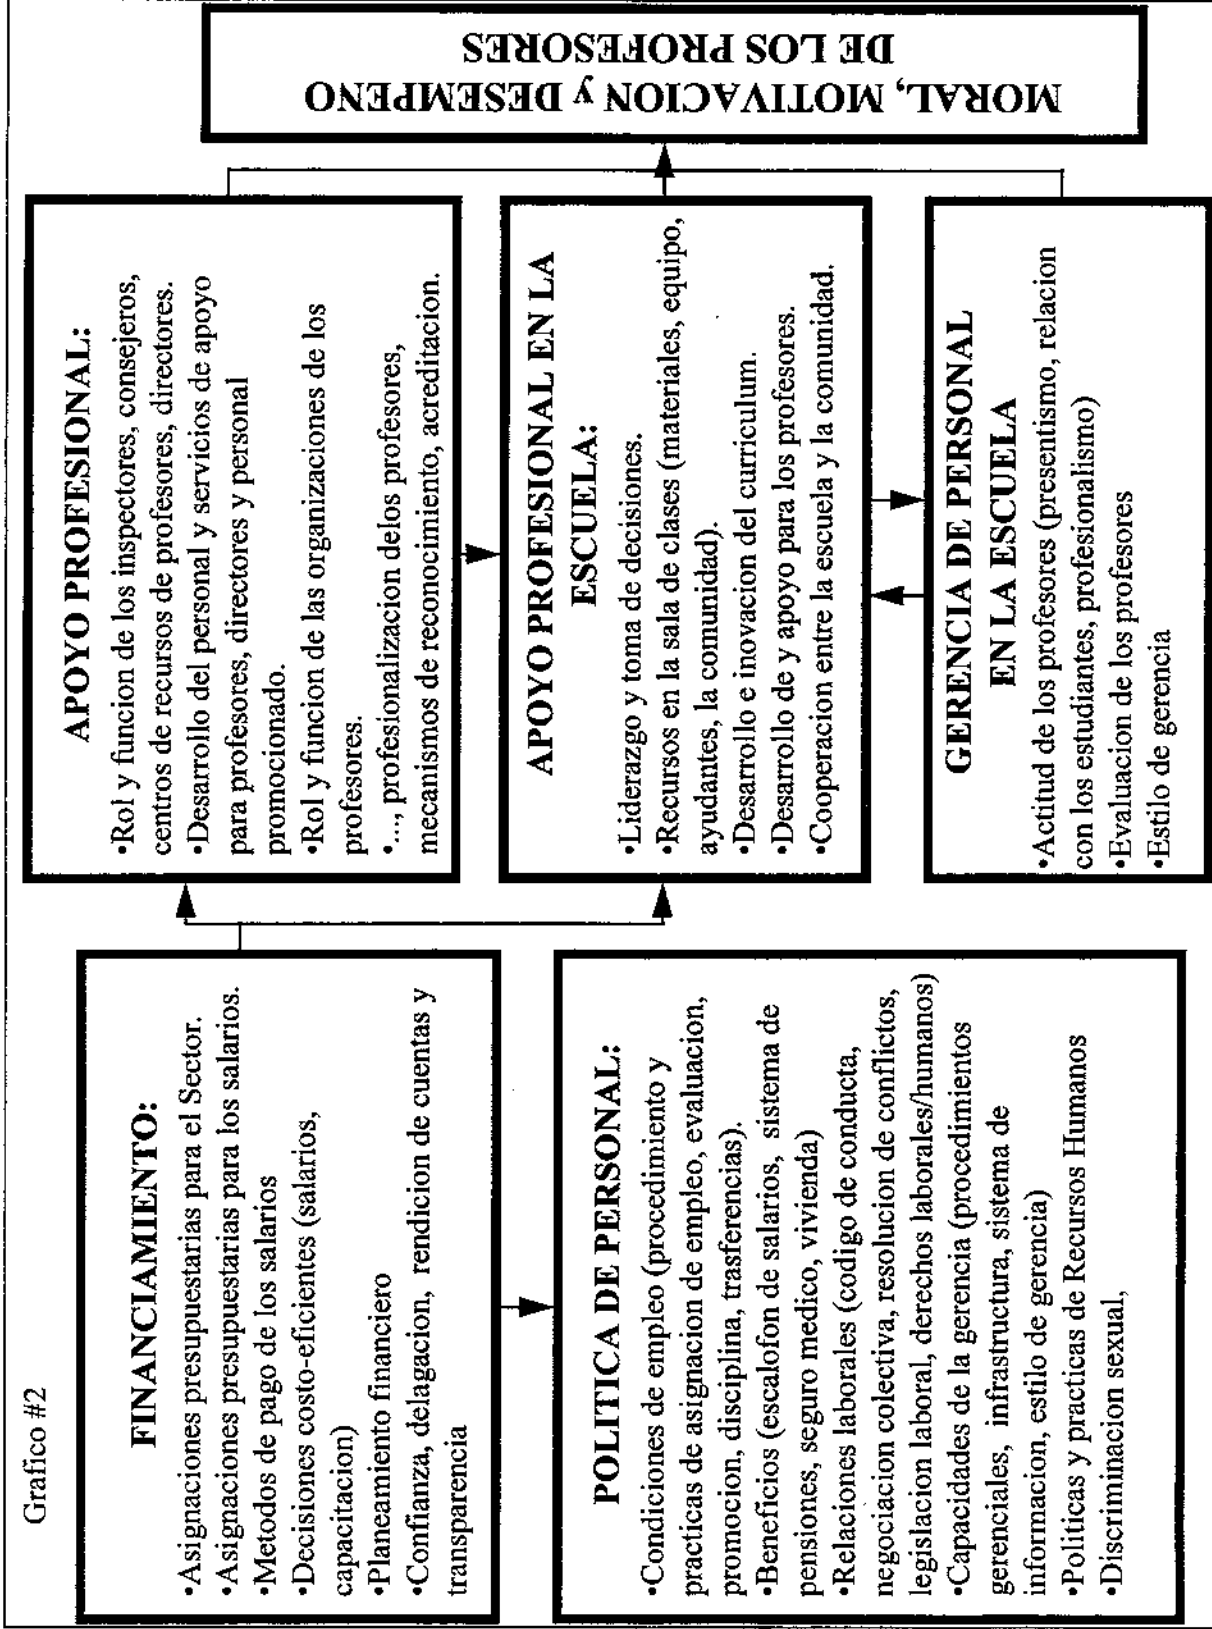 Grafico #2
FINANCIAMIENTO:
•Asignaciones presupuestarias para el Sector.
•Asignaciones presupuestarias para los salarios.
•Metodos de pago de los salarios
•Decisiones costo-eficientes (salarios,
capacitacion)
•Planeamiento financiero
•Confianza, delagacion, rendicion de cuentas y
transparencia
POLITICA DE PERSONAL:
•Condiciones de empleo (procedimiento y
practicas de asignacion de empleo, evaluacion,
promocion, disciplina, trasferencias).
•Beneficios (escalofon de salarios, sistema de
pensiones, seguro medico, vivienda)
•Relaciones laborales (codigo de conducta,
negociacion colectiva, resolucion de conflictos,
legislacion laboral, derechos laborales/humanos)
•Capacidades de la gerencia (procedimientos
gerenciales, infrastructura, sistema de
informacion, estilo de gerencia)
•Politicas y practicas de Recursos Humanos
•Discriminacion sexual,
APOYO PROFESIONAL:
•Rol y funcion de los inspectores, consejeros,
centros de recursos de profesores, directores.
•Desarrollo del personal y servicios de apoyo
para profesores, directores y personal
promocionado.
•Rol y funcion de las organizaciones de los
profesores.
•..., profesionalizacion delos profesores,
mecanismos de reconocimiento, acreditacion.
APOYO PROFESIONAL EN LA
ESCUELA:
•Liderazgo y toma de decisiones.
•Recursos en la sala de clases (materiales, equipo,
ayudantes, la comunidad).
•Desarrollo e inovacion del curriculum.
•Desarrollo de y apoyo para los profesores.
•Cooperacion entre la escuela y la comunidad.
GERENCIA DE PERSONAL
EN LA ESCUELA
•Actitud de los profesores (presentismo, relacion
con los estudiantes, profesionalismo)
•Evaluacion de los profesores
•Estilo de gerencia
MORAL, MOTIVACION y DESEMPENO
DE LOS PROFESORES